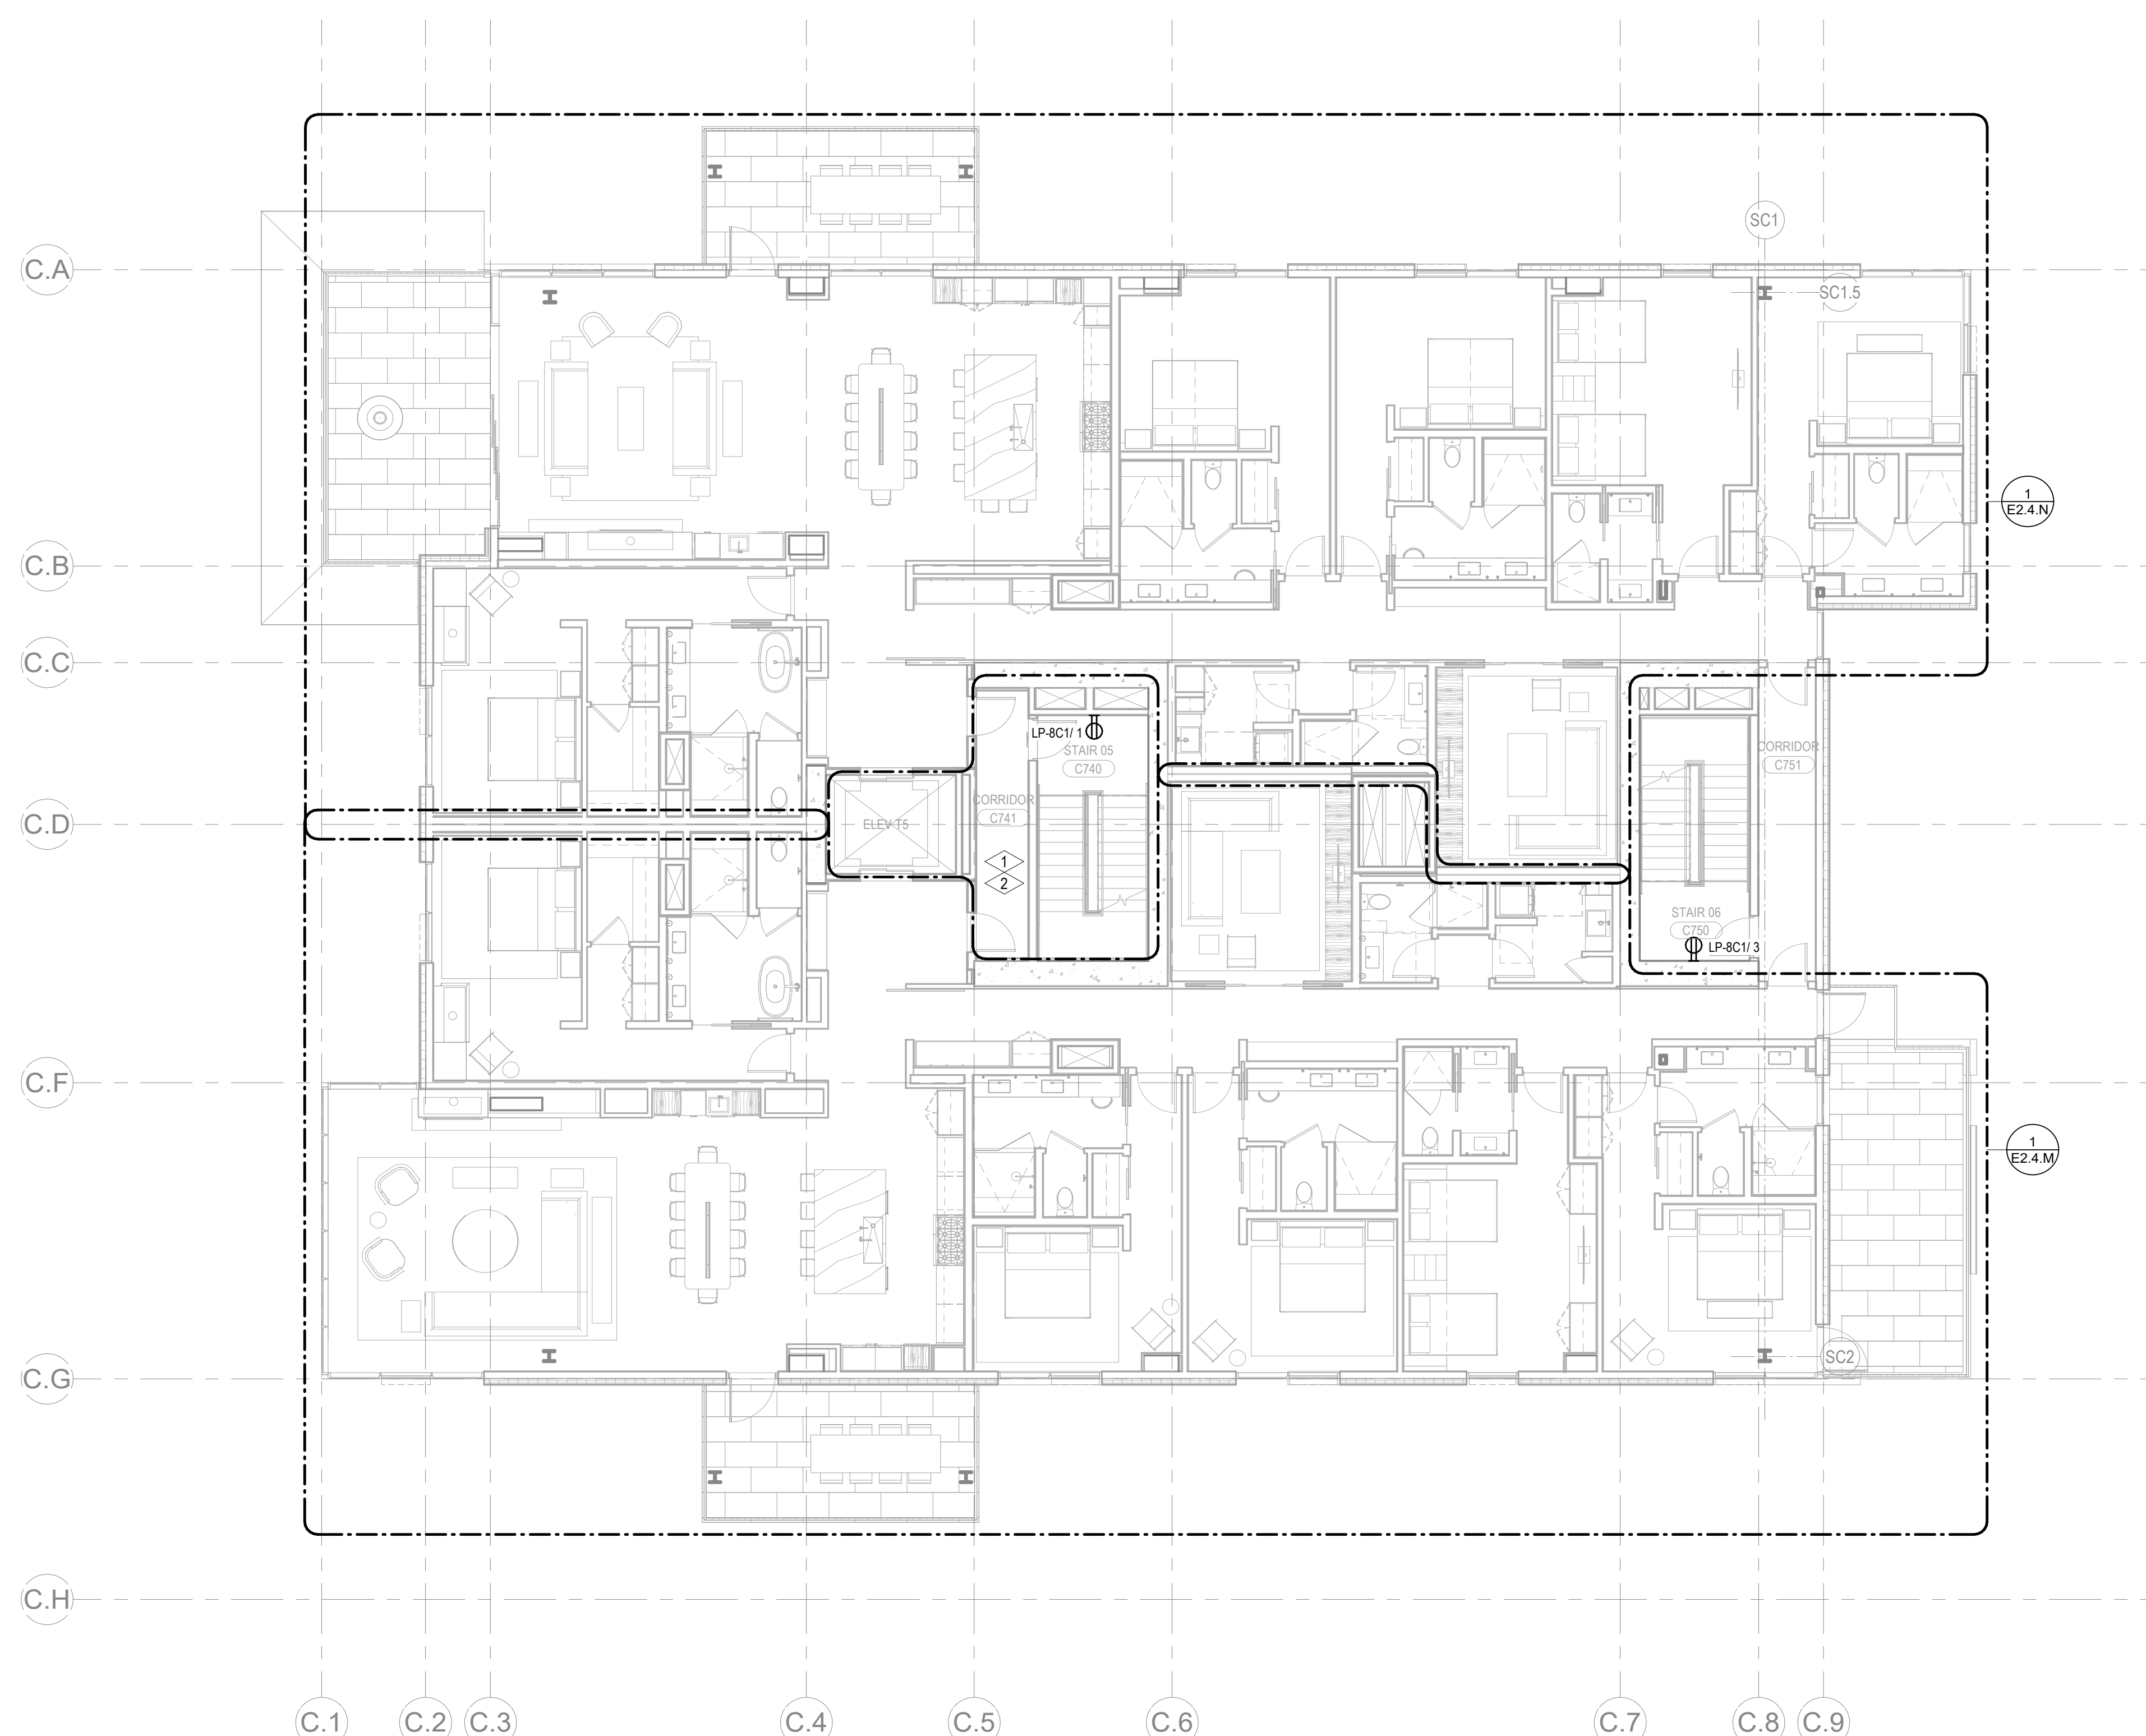 SC1
C.A
SC1.5
1
E2.4.N
C.B
C.C
LP-8C1/ 1
STAIR 05
C740
CORRIDOR
C751
CORRIDOR
C741
C.D
ELEV T5
1
2
STAIR 06
C750
LP-8C1/ 3
C.F
1
E2.4.M
SC2
C.G
C.H
C.1
C.2
C.3
C.4
C.5
C.6
C.7
C.8
C.9